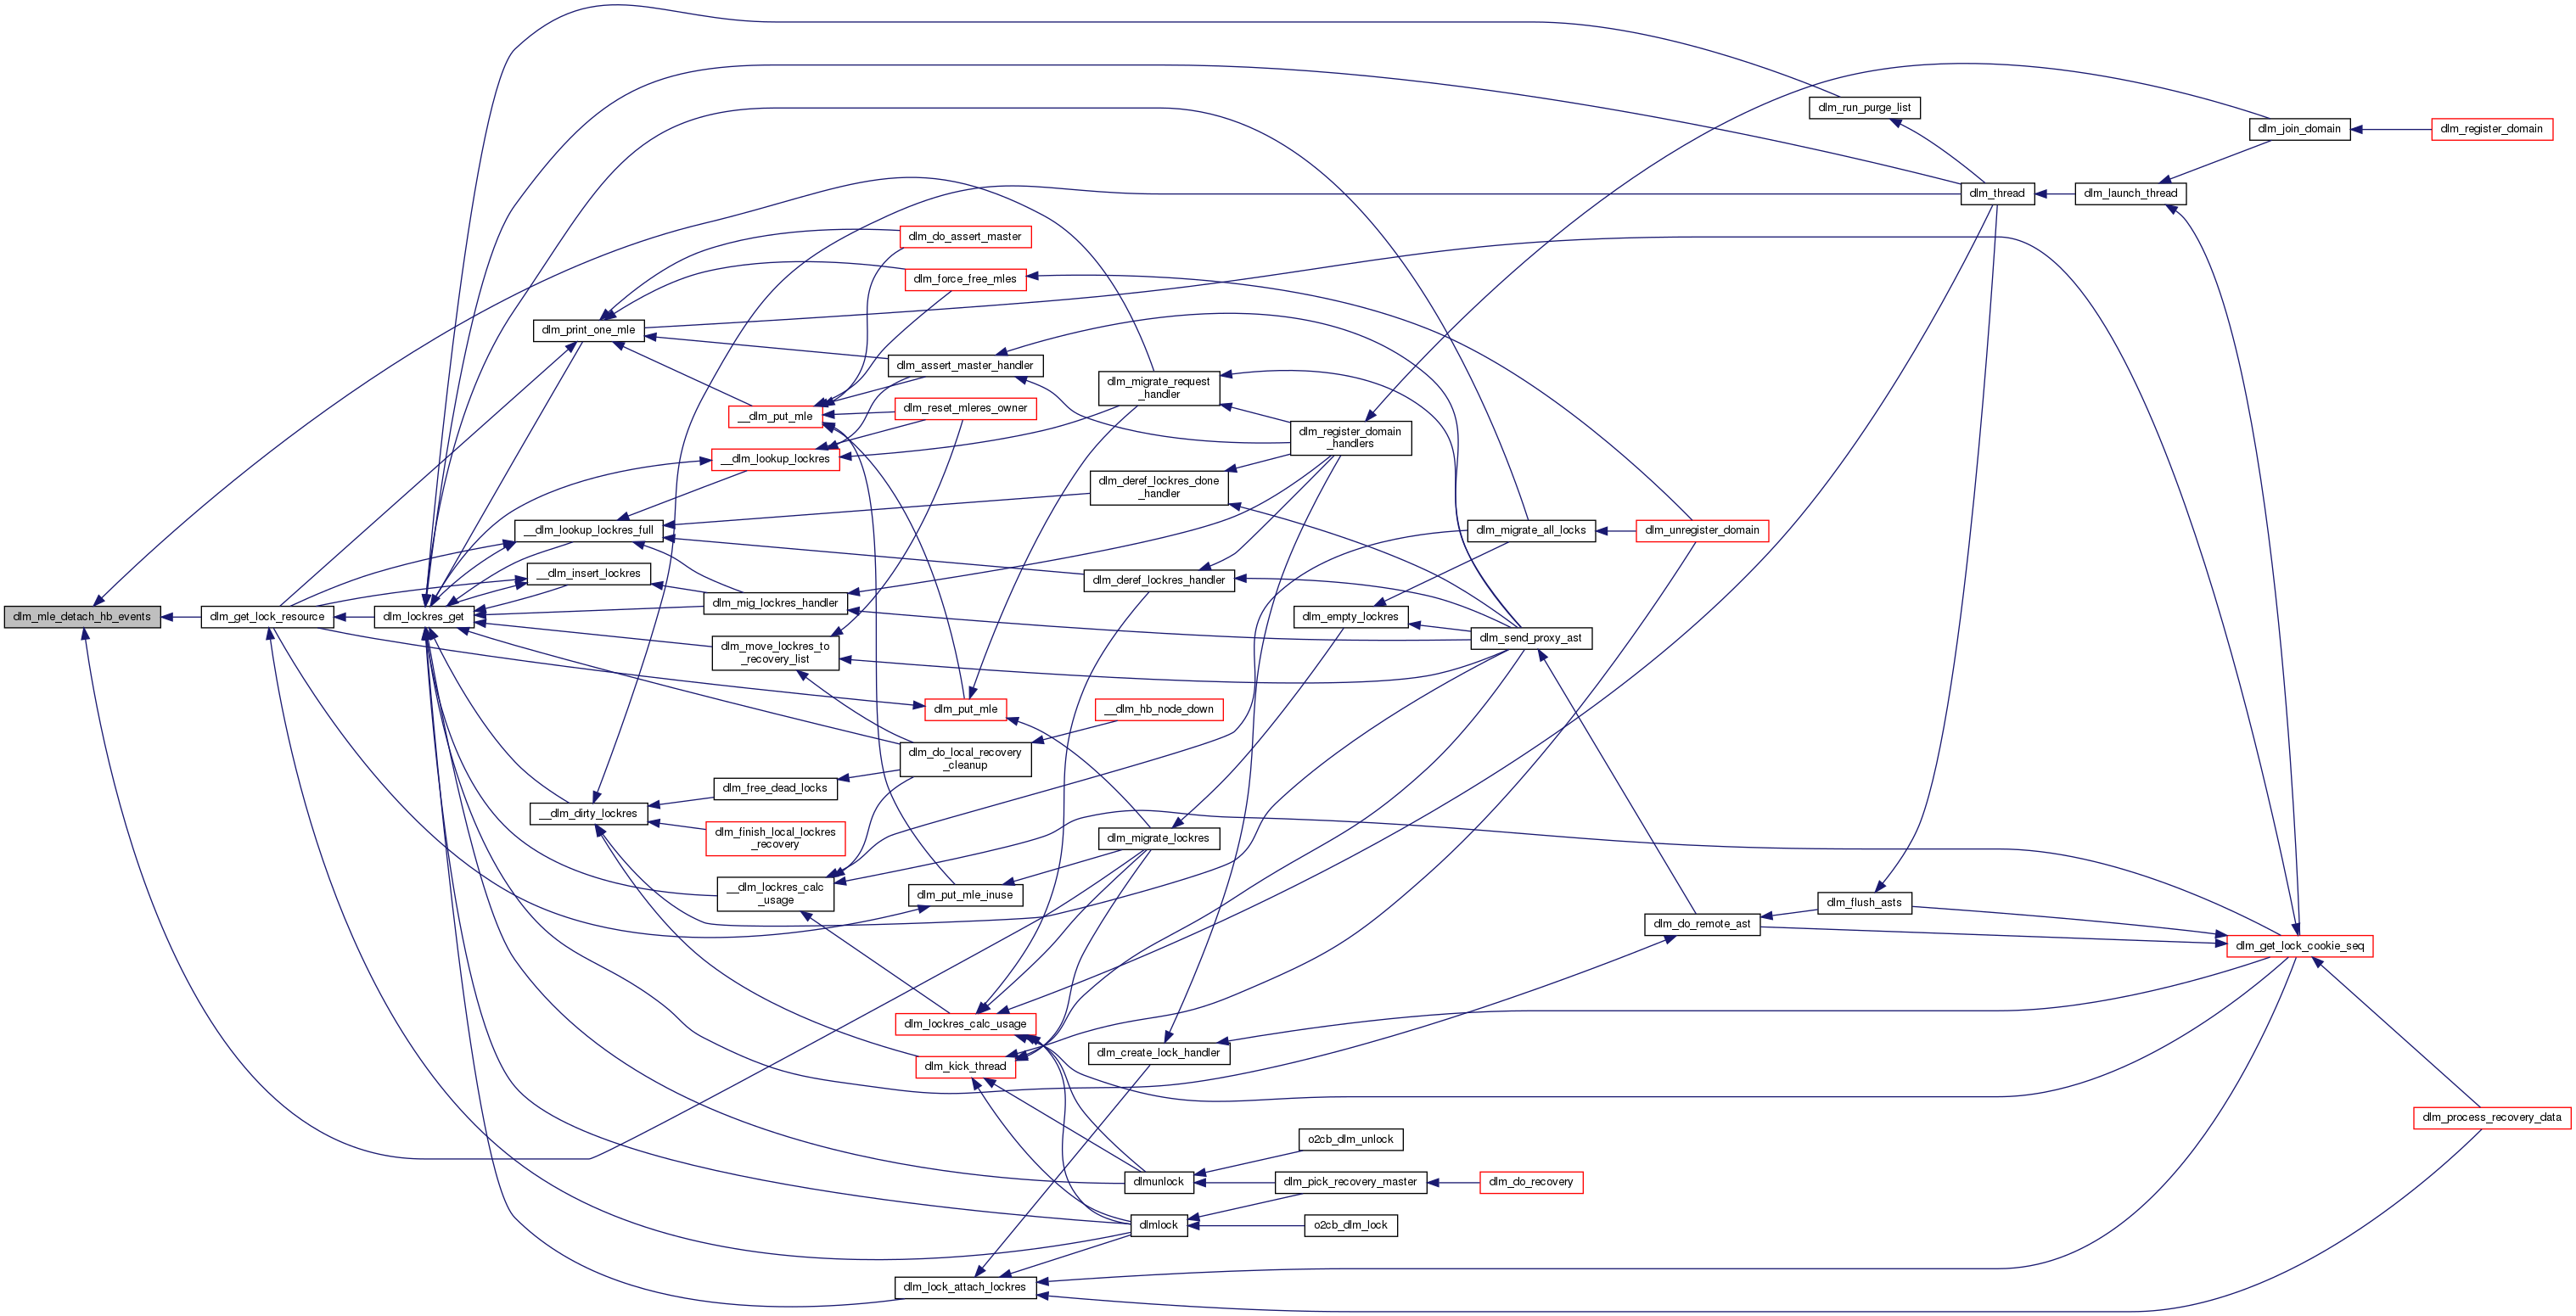 dlm_run_purge_list
dlm_join_domain
dlm_register_domain
dlm_thread
dlm_launch_thread
dlm_do_assert_master
dlm_force_free_mles
dlm_print_one_mle
dlm_assert_master_handler
dlm_migrate_request
_handler
__dlm_put_mle
dlm_reset_mleres_owner
dlm_register_domain
_handlers
__dlm_lookup_lockres
dlm_deref_lockres_done
_handler
__dlm_lookup_lockres_full
dlm_migrate_all_locks
dlm_unregister_domain
__dlm_insert_lockres
dlm_deref_lockres_handler
dlm_mle_detach_hb_events
dlm_get_lock_resource
dlm_lockres_get
dlm_mig_lockres_handler
dlm_empty_lockres
dlm_send_proxy_ast
dlm_move_lockres_to
_recovery_list
dlm_put_mle
__dlm_hb_node_down
dlm_do_local_recovery
_cleanup
dlm_free_dead_locks
__dlm_dirty_lockres
dlm_finish_local_lockres
_recovery
dlm_migrate_lockres
__dlm_lockres_calc
_usage
dlm_put_mle_inuse
dlm_flush_asts
dlm_do_remote_ast
dlm_get_lock_cookie_seq
dlm_lockres_calc_usage
dlm_create_lock_handler
dlm_kick_thread
dlm_process_recovery_data
o2cb_dlm_unlock
dlmunlock
dlm_pick_recovery_master
dlm_do_recovery
dlmlock
o2cb_dlm_lock
dlm_lock_attach_lockres